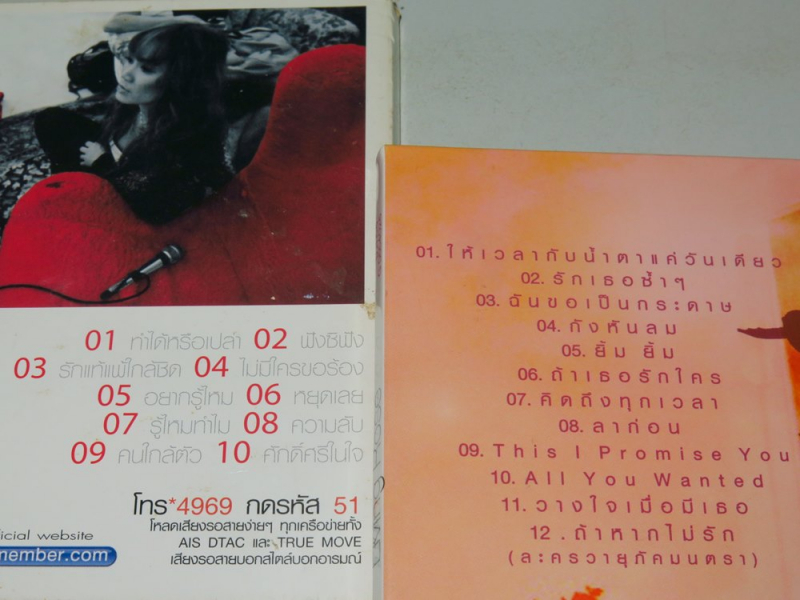 01 ทำได้หรือเปล่า 02 ฟังซิฟัง
03 รักแท้แพ้ใกล้ชิด 04 ไม่มีใครขอร้อง
05 อยากรู้ไหม 06 หยุดเลย
07 รู้ไหมทำไม 08 ความลับ
09 คนใกล้ตัว 10 ศักดิ์ศรีในใจ
โทร*4969 กดรหัส 51
โหลดเสียงรอสายง่ายๆ ทุกเครือข่ายทั้ง
AIS DTAC และ TRUE MOVE
เสียงรอสายบอกสไตล์บอกอารมณ์
icial website
member.com
01. ให้เวลากับน้ำตาแค่วันเดียว
02. รักเธอซ้ำๆ
03. ฉันขอเป็นกระดาษ
04. กังหันลม
05. ยิ้ม ยิ้ม
06. ถ้าเธอรักใคร
07. คิดถึงทุกเวลา
08. ลาก่อน
09. This I Promise You
10. All You Wanted
11. วางใจเมื่อมีเธอ
12. ถ้าหากไม่รัก
(ละครวายุภัคมนตรา)